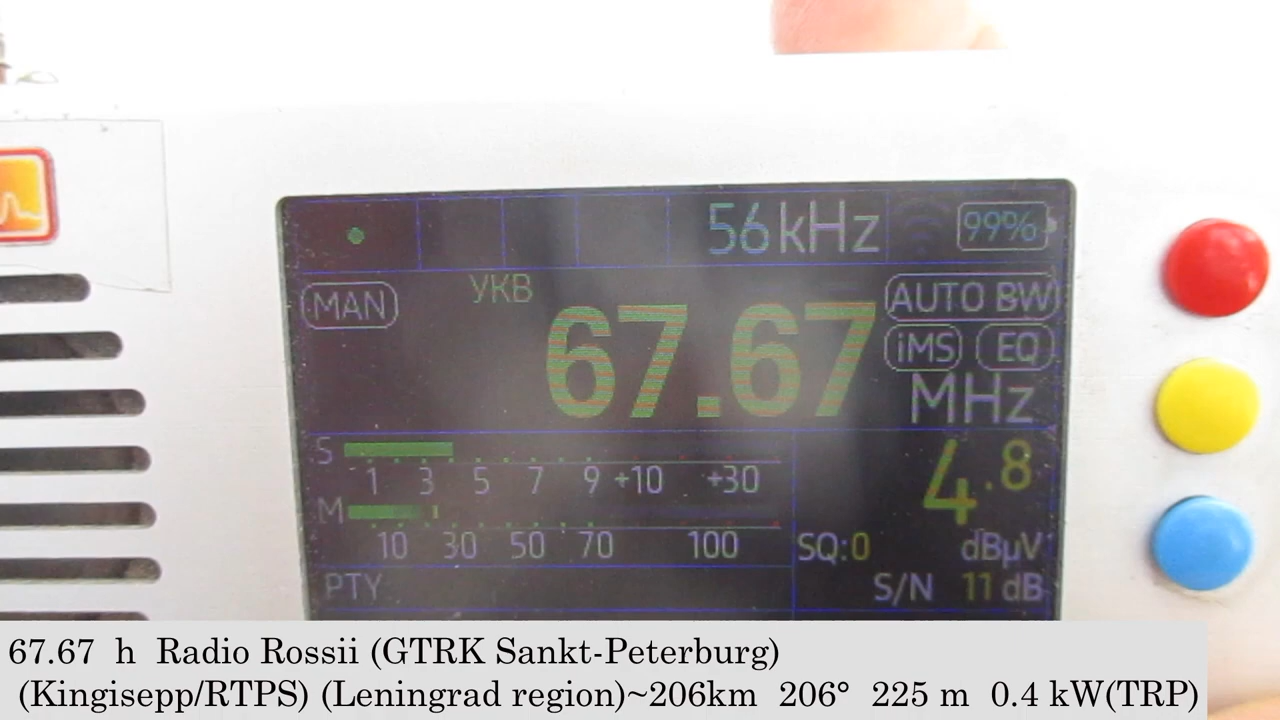 56 kHz 99%
MAN УКВ AUTO BW
67.67 iMS EQ
MHz
S
1 3 5 7 9 +10 +30
4.8
M
10 30 50 70 100 SQ:0 dBµV
PTY S/N 11 dB
67.67 h Radio Rossii (GTRK Sankt-Peterburg)
(Kingisepp/RTPS) (Leningrad region)~206km 206° 225 m 0.4 kW(TRP)